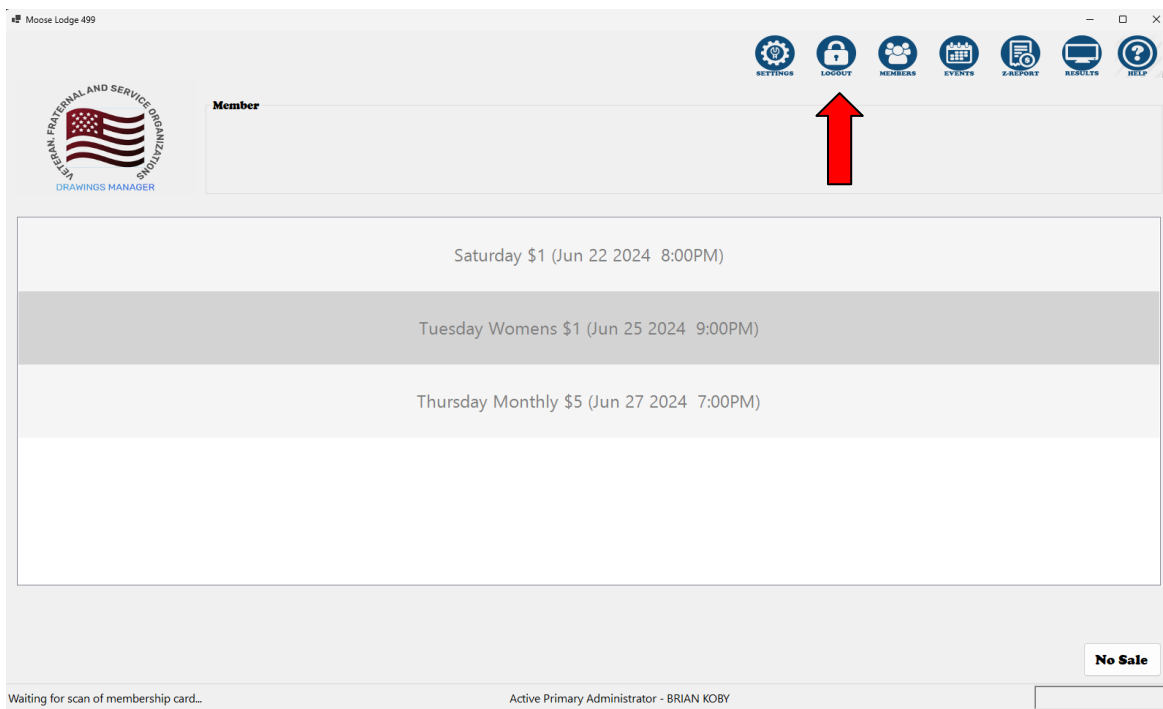 Moose Lodge 499
SETTINGS LOGOUT MEMBERS EVENTS Z-REPORT RESULTS HELP
VETERAN, FRATERNAL AND SERVICE ORGANIZATIONS
DRAWINGS MANAGER
Member
Saturday $1 (Jun 22 2024 8:00PM)
Tuesday Womens $1 (Jun 25 2024 9:00PM)
Thursday Monthly $5 (Jun 27 2024 7:00PM)
No Sale
Waiting for scan of membership card... Active Primary Administrator - BRIAN KOBY